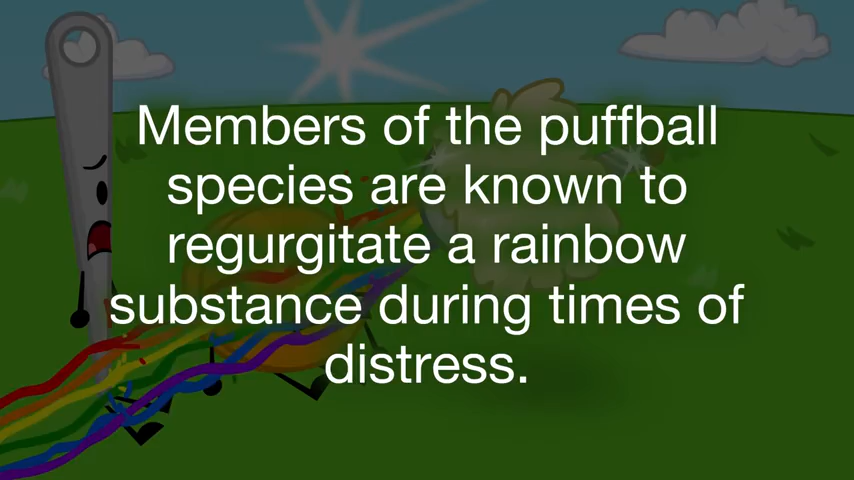 Members of the puffball
species are known to
regurgitate a rainbow
substance during times of
distress.